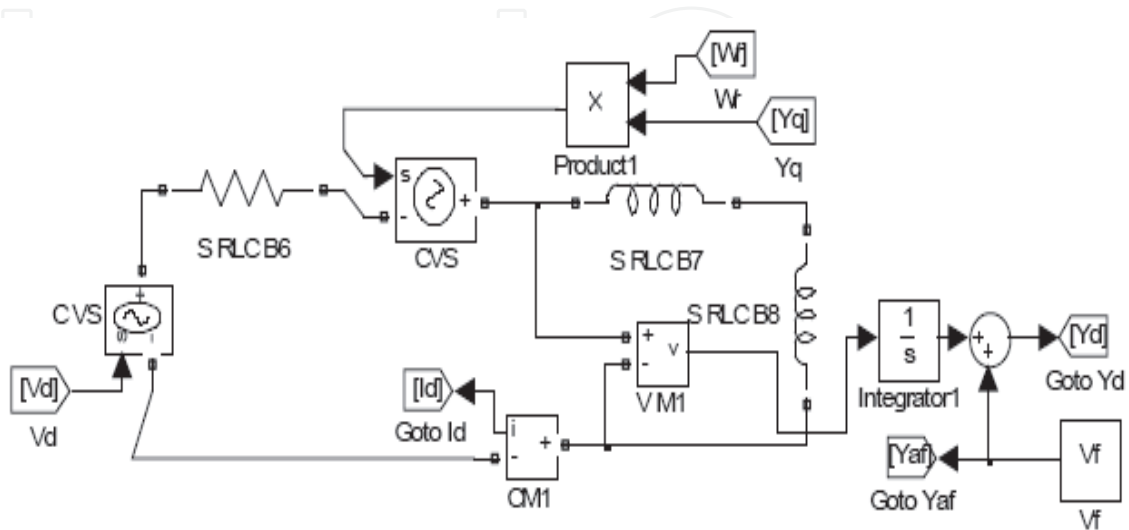 [Wr]
Wr
X
[Yq]
Product1
Yq
s
- +
CVS
SRLCB6
SRLCB7
CVS
+
s -
SRLCB8
+
- v
VM1
1
s
Integrator1
+
+
[Yd]
Goto Yd
[Vd]
Vd
[Id]
Goto Id
i
- +
CM1
[Yaf]
Goto Yaf
Vf
Vf